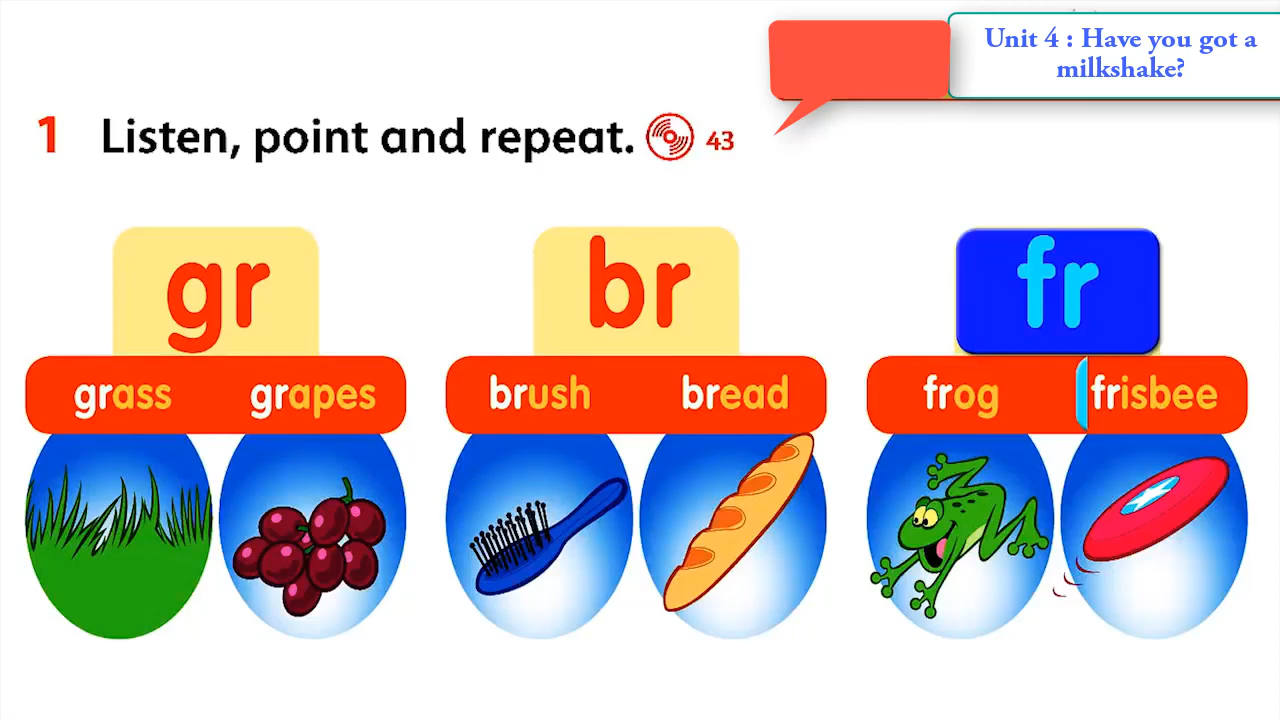 Unit 4 : Have you got a
milkshake?
1 Listen, point and repeat. 43
gr
br
fr
grass grapes
brush bread
frog frisbee